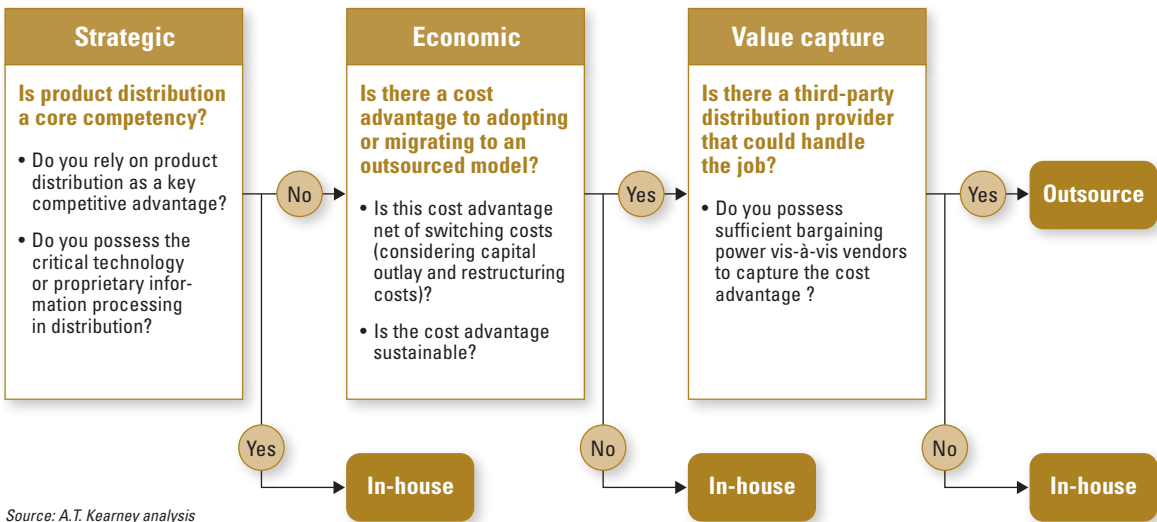 Strategic
Is product distribution
a core competency?
• Do you rely on product
distribution as a key
competitive advantage?
• Do you possess the
critical technology
or proprietary infor-
mation processing
in distribution?
No
Yes
In-house
Economic
Is there a cost
advantage to adopting
or migrating to an
outsourced model?
• Is this cost advantage
net of switching costs
(considering capital
outlay and restructuring
costs)?
• Is the cost advantage
sustainable?
Yes
No
In-house
Value capture
Is there a third-party
distribution provider
that could handle
the job?
• Do you possess
sufficient bargaining
power vis-à-vis vendors
to capture the cost
advantage ?
Yes
Outsource
No
In-house
Source: A.T. Kearney analysis